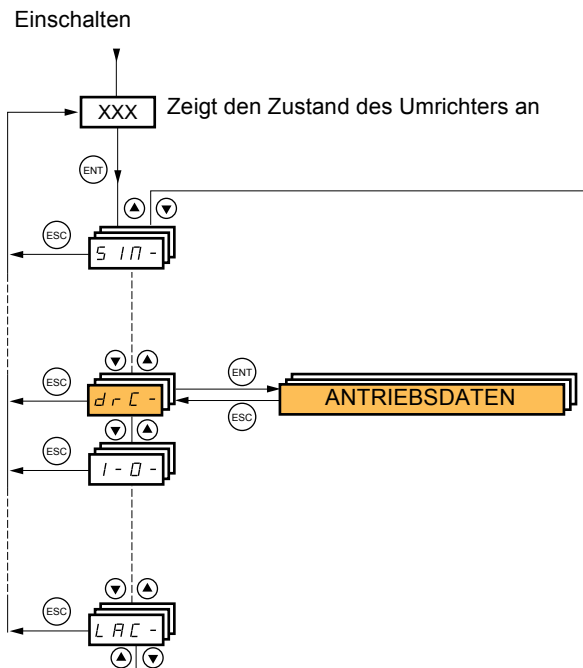 Einschalten
XXX Zeigt den Zustand des Umrichters an
ENT
ESC
SIM-
ENT
ESC
drC-
ANTRIEBSDATEN
ESC
ESC
I-O-
ESC
LAC-